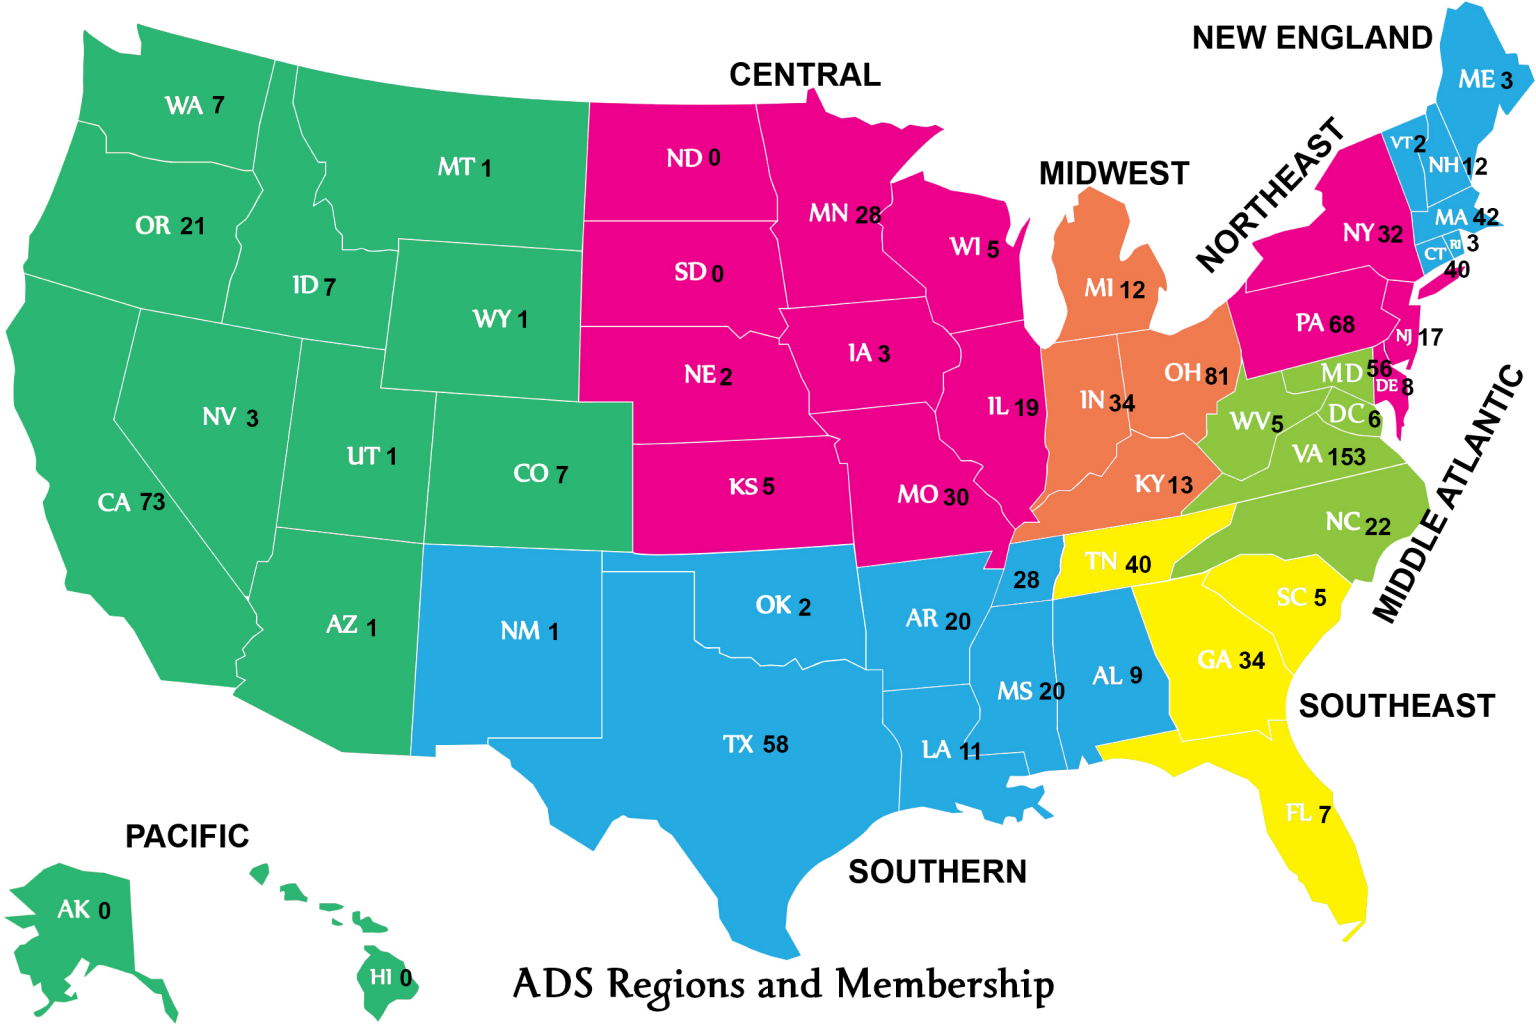 NEW ENGLAND
CENTRAL
ME 3
WA 7
NORTHEAST
VT 2
MT 1
ND 0
MIDWEST
NH 12
MN 28
OR 21
NY 32
MA 42
WI 5
RI 3
CT 40
SD 0
ID 7
MI 12
WY 1
PA 68
NJ 17
IA 3
NE 2
OH 81
MD 56
DE 8
NV 3
IL 19
IN 34
WV 5
DC 6
UT 1
VA 153
MIDDLE ATLANTIC
CO 7
KS 5
KY 13
CA 73
MO 30
NC 22
TN 40
28
OK 2
SC 5
AR 20
AZ 1
NM 1
GA 34
AL 9
MS 20
SOUTHEAST
TX 58
LA 11
FL 7
PACIFIC
SOUTHERN
AK 0
HI 0
ADS Regions and Membership